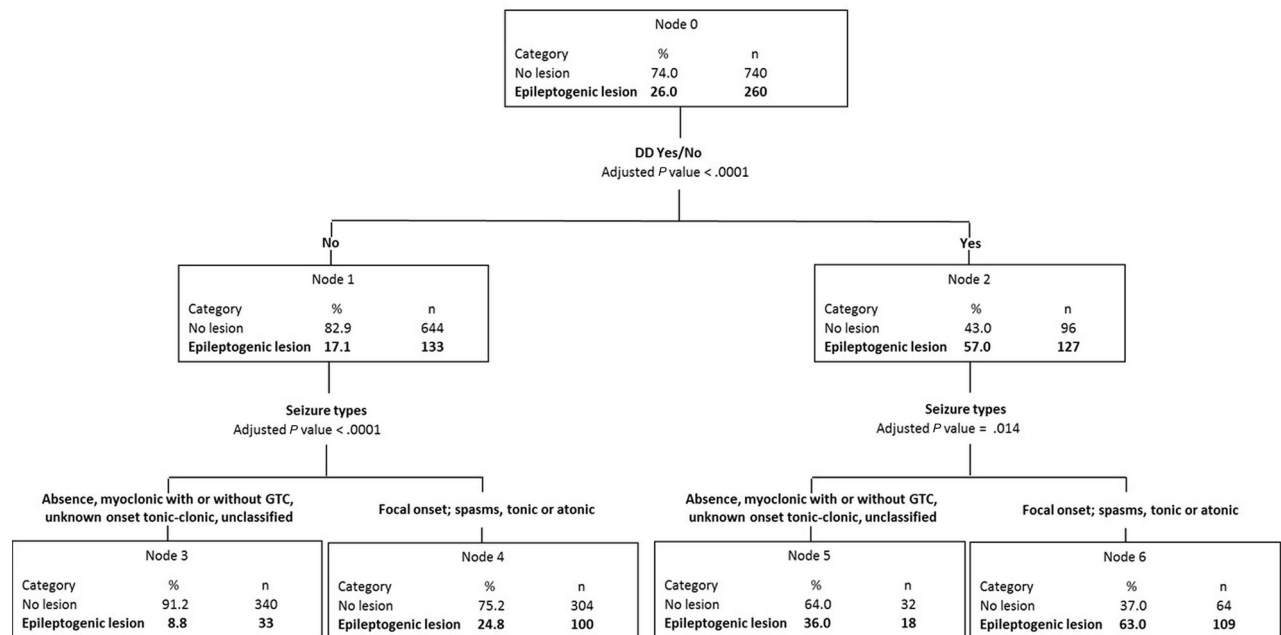 Node 0
Category % n
No lesion 74.0 740
Epileptogenic lesion 26.0 260
DD Yes/No
Adjusted P value < .0001
No
Yes
Node 1
Category % n
No lesion 82.9 644
Epileptogenic lesion 17.1 133
Node 2
Category % n
No lesion 43.0 96
Epileptogenic lesion 57.0 127
Seizure types
Adjusted P value < .0001
Seizure types
Adjusted P value = .014
Absence, myoclonic with or without GTC,
unknown onset tonic-clonic, unclassified
Focal onset; spasms, tonic or atonic
Absence, myoclonic with or without GTC,
unknown onset tonic-clonic, unclassified
Focal onset; spasms, tonic or atonic
Node 3
Category % n
No lesion 91.2 340
Epileptogenic lesion 8.8 33
Node 4
Category % n
No lesion 75.2 304
Epileptogenic lesion 24.8 100
Node 5
Category % n
No lesion 64.0 32
Epileptogenic lesion 36.0 18
Node 6
Category % n
No lesion 37.0 64
Epileptogenic lesion 63.0 109